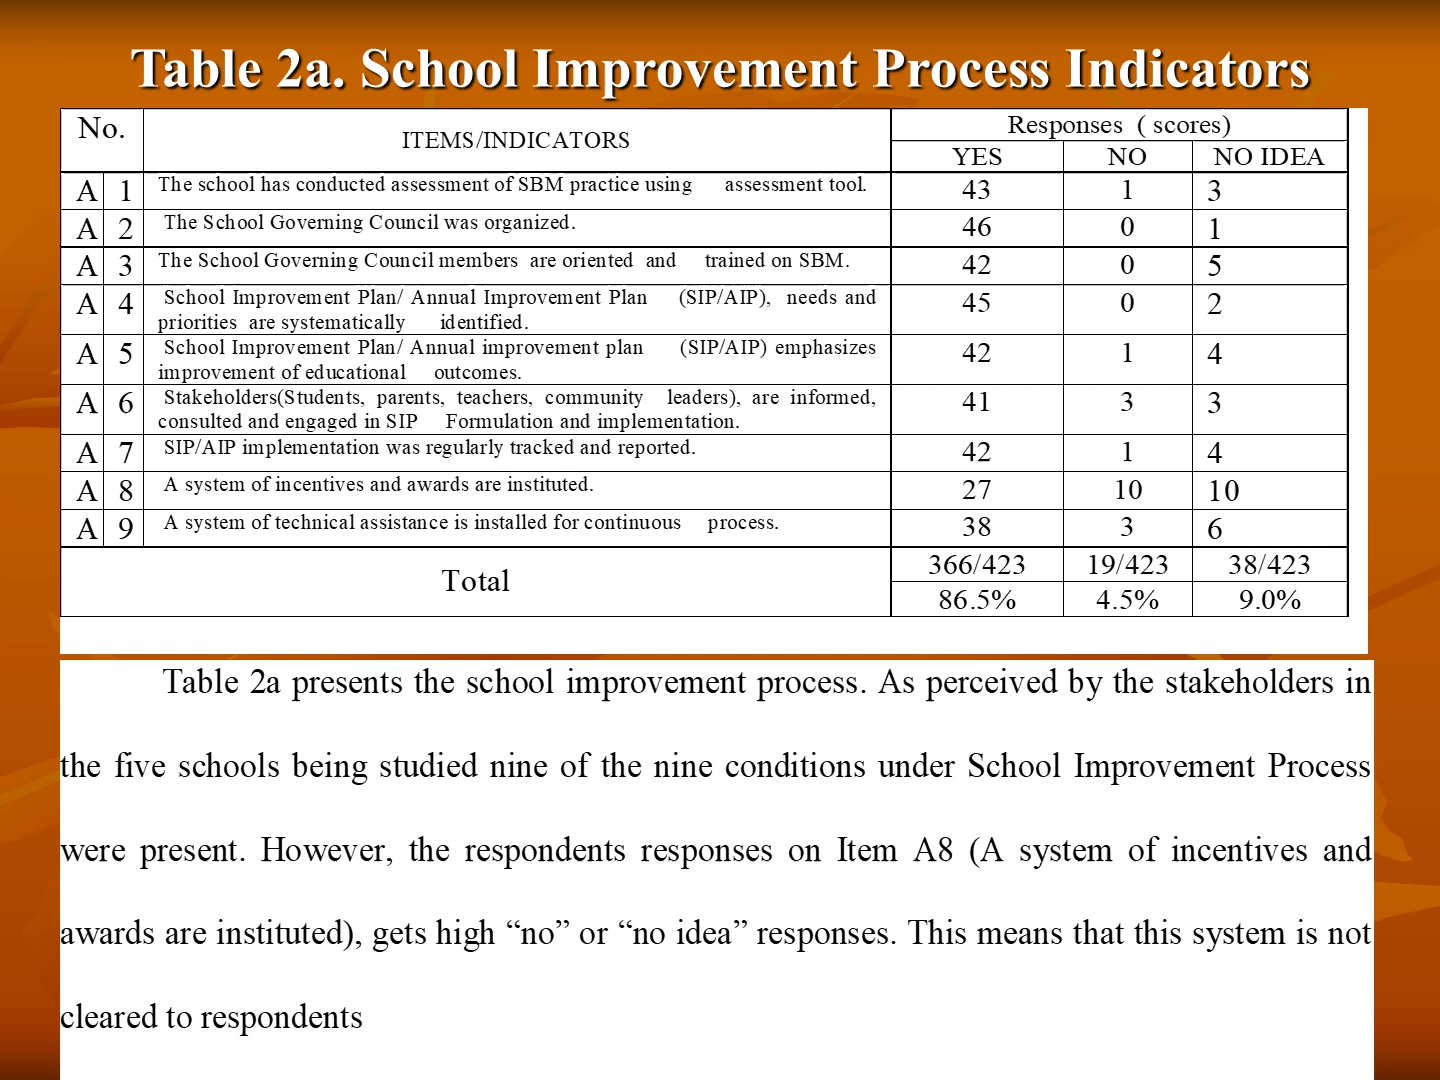 Table 2a. School Improvement Process Indicators
No. ITEMS/INDICATORS Responses ( scores)
YES NO NO IDEA
A 1 The school has conducted assessment of SBM practice using assessment tool. 43 1 3
A 2 The School Governing Council was organized. 46 0 1
A 3 The School Governing Council members are oriented and trained on SBM. 42 0 5
A 4 School Improvement Plan/ Annual Improvement Plan (SIP/AIP), needs and 45 0 2
priorities are systematically identified.
A 5 School Improvement Plan/ Annual improvement plan (SIP/AIP) emphasizes 42 1 4
improvement of educational outcomes.
A 6 Stakeholders(Students, parents, teachers, community leaders), are informed, 41 3 3
consulted and engaged in SIP Formulation and implementation.
A 7 SIP/AIP implementation was regularly tracked and reported. 42 1 4
A 8 A system of incentives and awards are instituted. 27 10 10
A 9 A system of technical assistance is installed for continuous process. 38 3 6
Total 366/423 19/423 38/423
86.5% 4.5% 9.0%
Table 2a presents the school improvement process. As perceived by the stakeholders in
the five schools being studied nine of the nine conditions under School Improvement Process
were present. However, the respondents responses on Item A8 (A system of incentives and
awards are instituted), gets high “no” or “no idea” responses. This means that this system is not
cleared to respondents